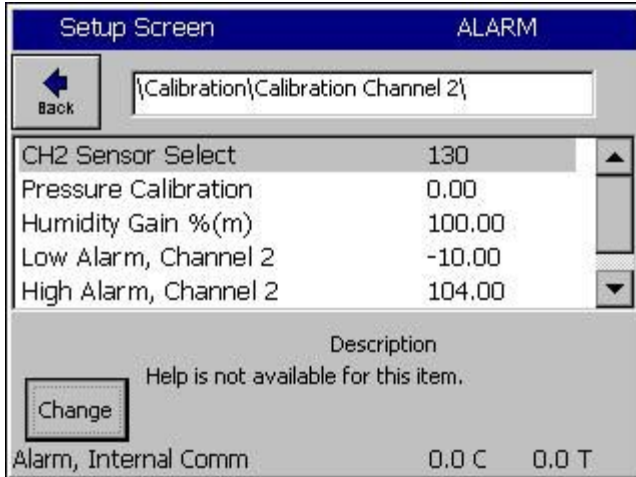 Setup Screen ALARM
Back
\Calibration\Calibration Channel 2\
CH2 Sensor Select 130
Pressure Calibration 0.00
Humidity Gain %(m) 100.00
Low Alarm, Channel 2 -10.00
High Alarm, Channel 2 104.00
Description
Help is not available for this item.
Change
Alarm, Internal Comm 0.0 C 0.0 T